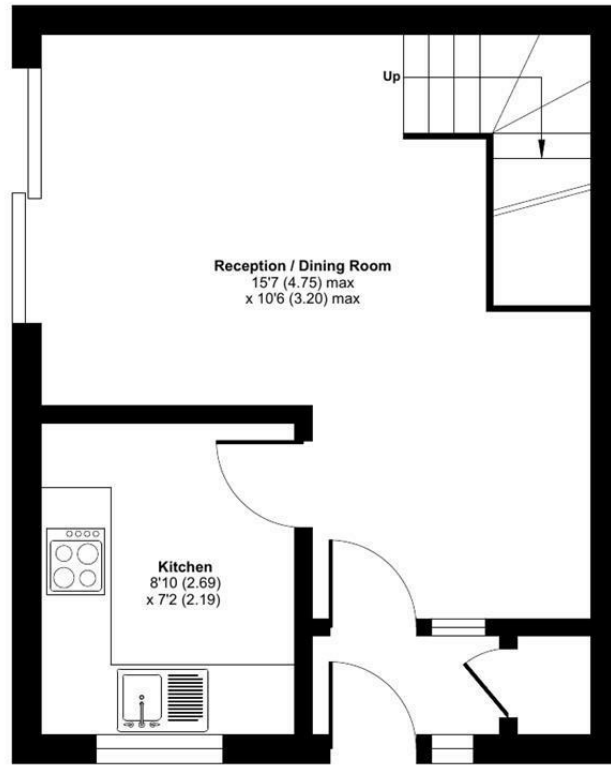 Up
Reception / Dining Room
15'7 (4.75) max
x 10'6 (3.20) max
Kitchen
8'10 (2.69)
x 7'2 (2.19)